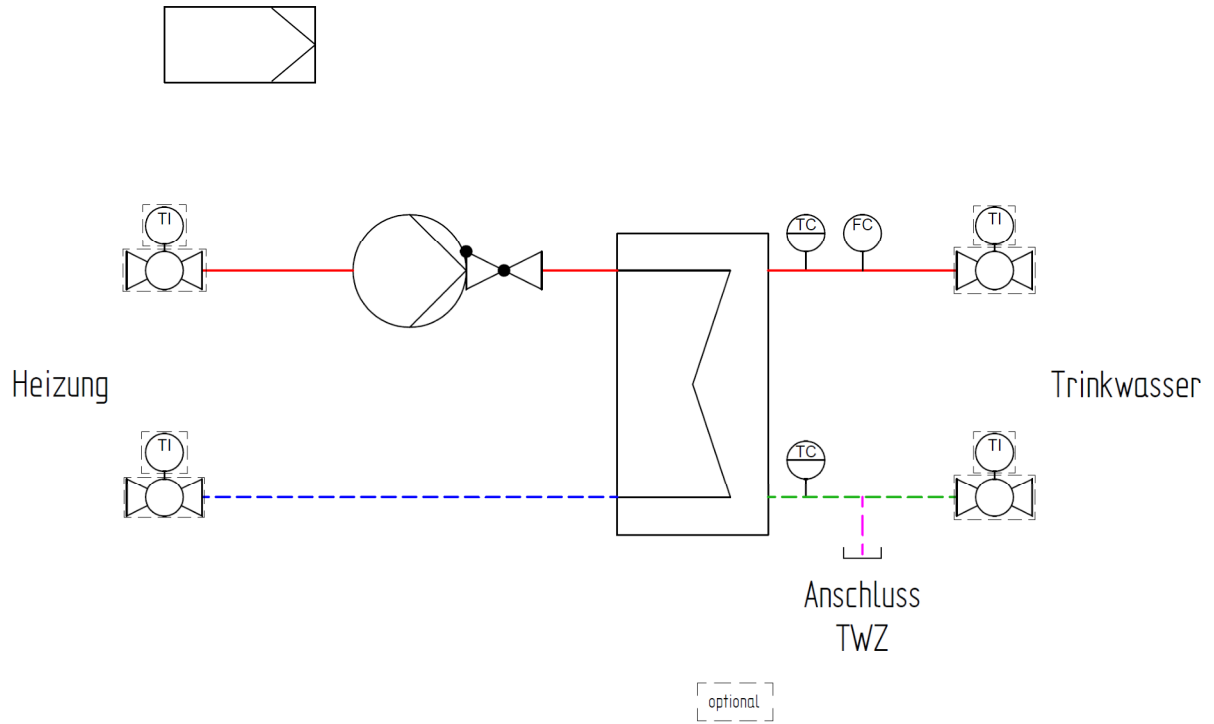 TI
TC
FC
TI
Heizung
Trinkwasser
TI
TC
TI
Anschluss
TWZ
optional